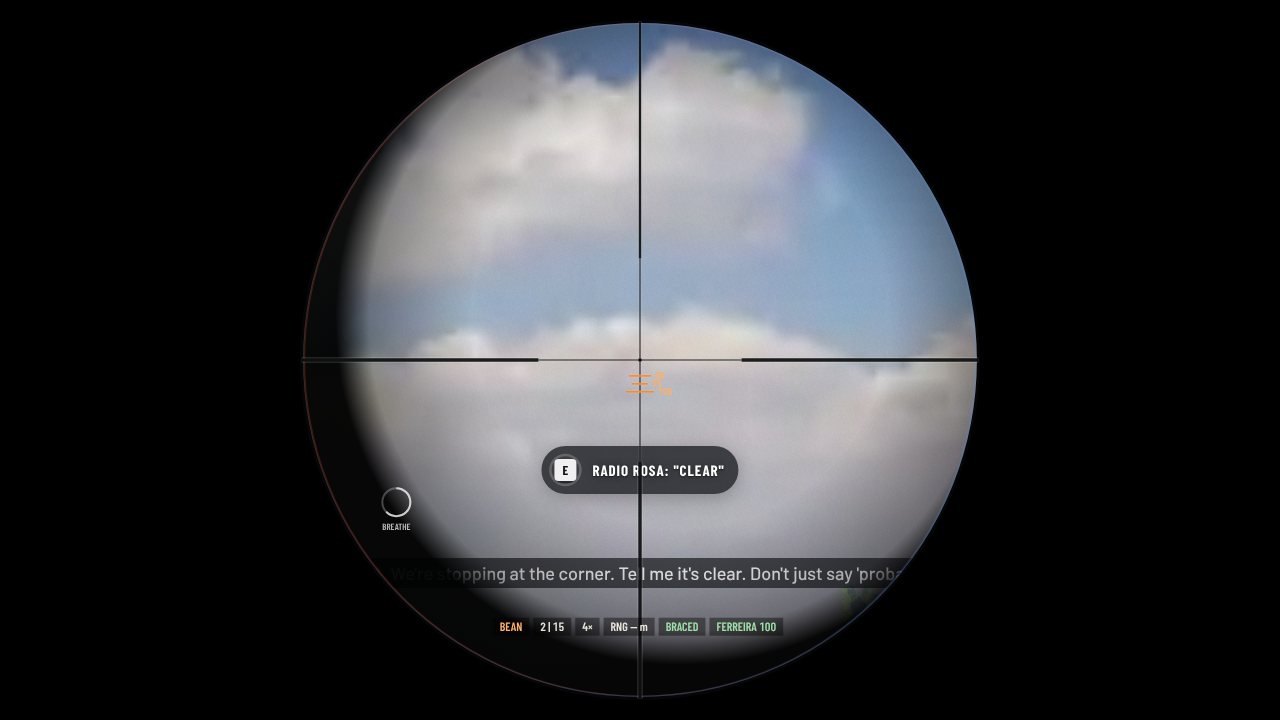 E RADIO ROSA: "CLEAR"
BREATHE
We're stopping at the corner. Tell me it's clear. Don't just say 'proba
BEAN 2 | 15 4× RNG — m BRACED FERREIRA 100